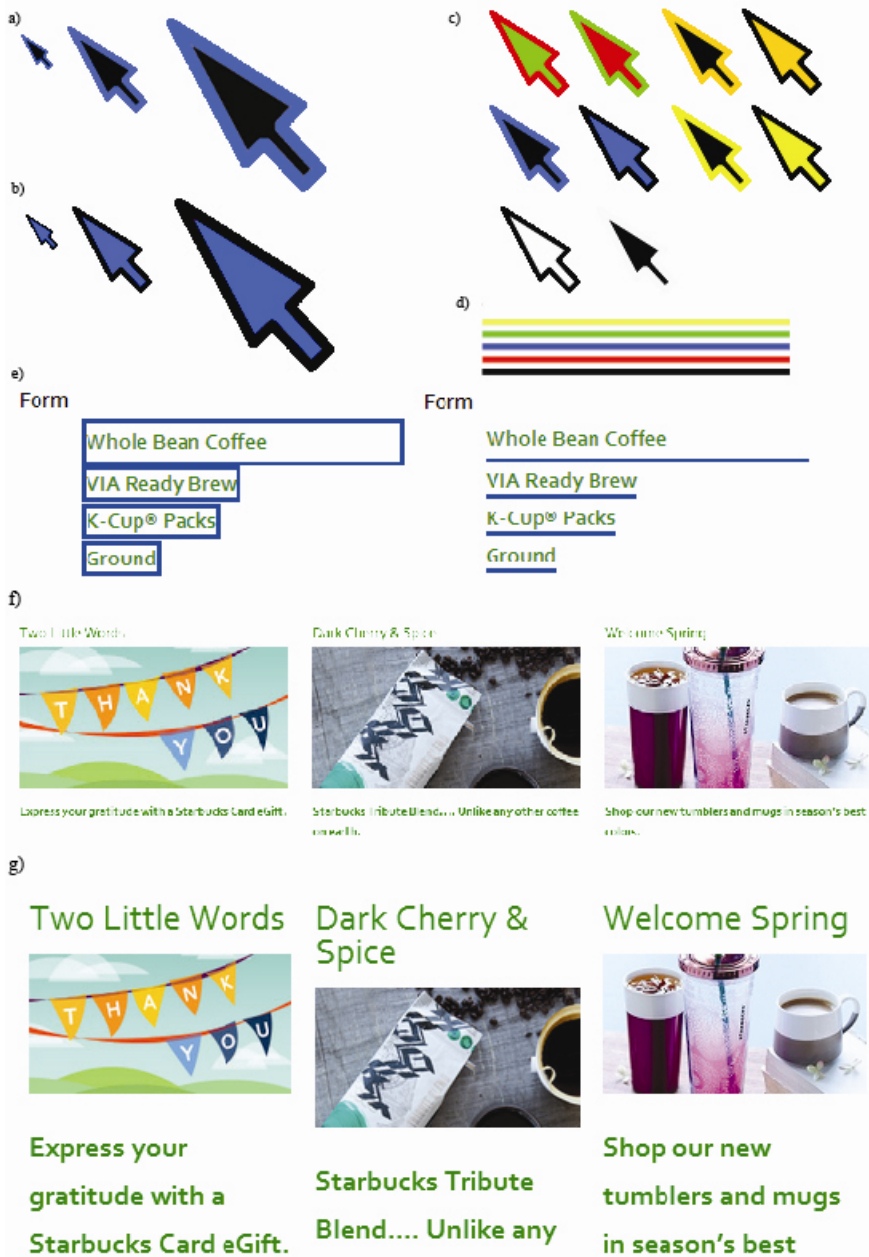 a)
c)
b)
d)
e)
Form
Whole Bean Coffee
VIA Ready Brew
K-Cup® Packs
Ground
Form
Whole Bean Coffee
VIA Ready Brew
K-Cup® Packs
Ground
f)
Two Little Words
Dark Cherry & Spice
Welcome Spring
THANK
YOU
Express your gratitude with a Starbucks Card eGift.
Starbucks Tribute Blend.... Unlike any other coffee
on earth.
Shop our new tumblers and mugs in season's best
colors.
g)
Two Little Words
THANK
YOU
Express your
gratitude with a
Starbucks Card eGift.
Dark Cherry &
Spice
Starbucks Tribute
Blend.... Unlike any
Welcome Spring
Shop our new
tumblers and mugs
in season's best